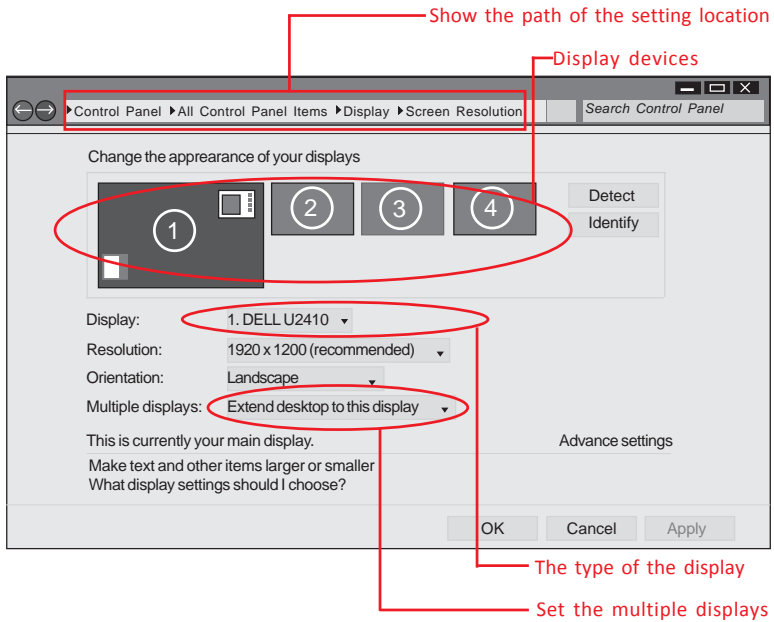 Show the path of the setting location
Display devices
Control Panel All Control Panel Items Display Screen Resolution
Search Control Panel
Change the apprearance of your displays
1
2
3
4
Detect
Identify
Display: 1. DELL U2410
Resolution: 1920 x 1200 (recommended)
Orientation: Landscape
Multiple displays: Extend desktop to this display
This is currently your main display. Advance settings
Make text and other items larger or smaller
What display settings should I choose?
OK Cancel Apply
The type of the display
Set the multiple displays